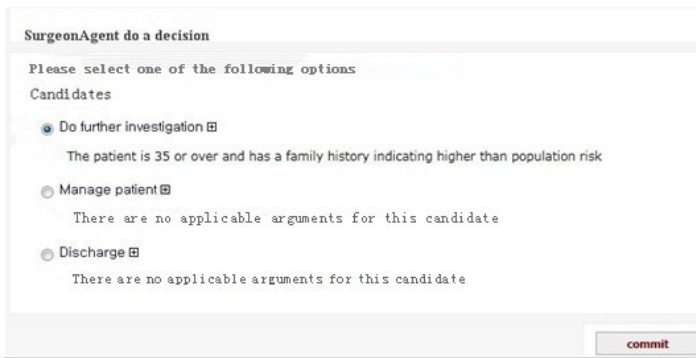 SurgeonAgent do a decision
Please select one of the following options
Candidates
Do further investigation
The patient is 35 or over and has a family history indicating higher than population risk
Manage patient
There are no applicable arguments for this candidate
Discharge
There are no applicable arguments for this candidate
commit